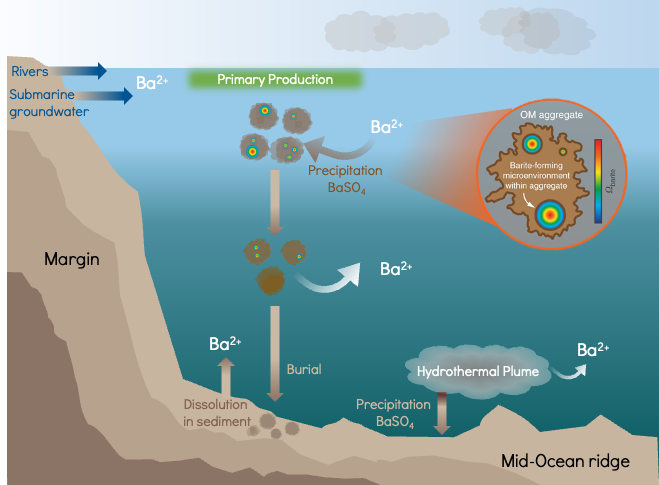 Rivers
Submarine
groundwater
Ba2+
Primary Production
Ba2+
Precipitation
BaSO4
OM aggregate
Barite-forming
microenvironment
within aggregate
Ωbarite
Margin
Ba2+
Ba2+
Burial
Dissolution
in sediment
Hydrothermal Plume
Ba2+
Precipitation
BaSO4
Mid-Ocean ridge